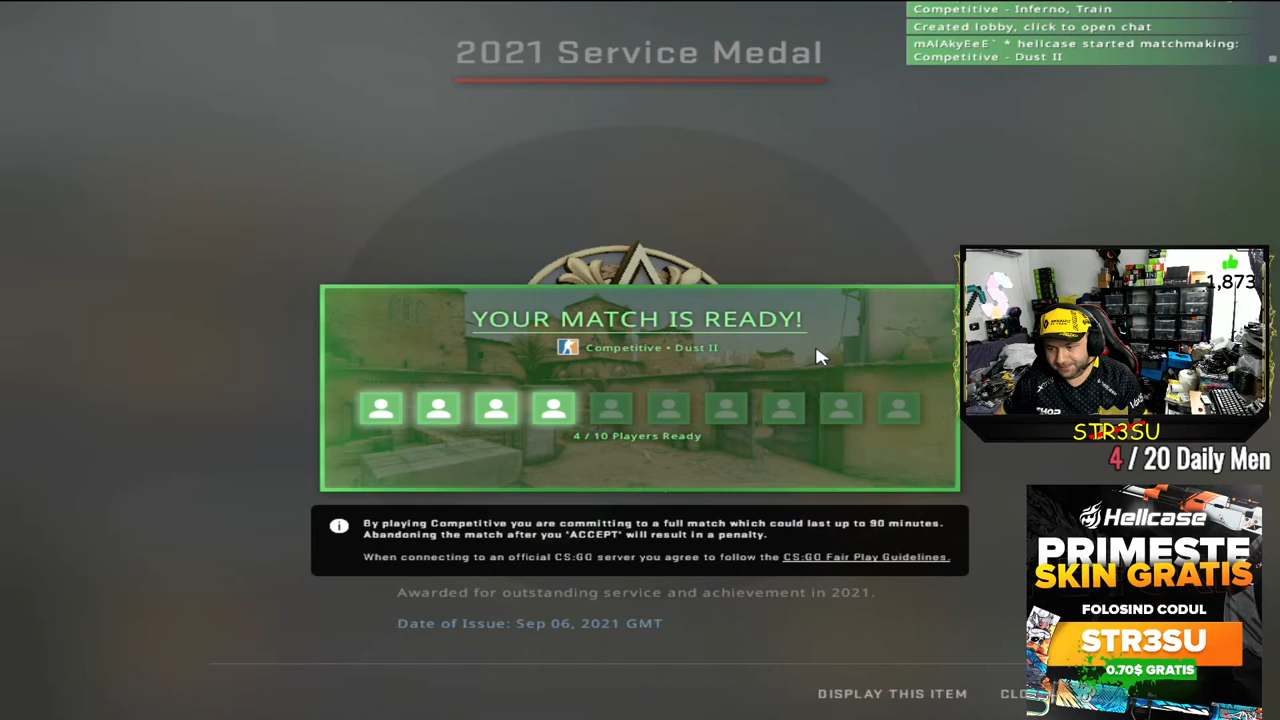 Competitive - Inferno, Train
Created lobby, click to open chat
mAlAkyEeE` * hellcase started matchmaking:
Competitive - Dust II
2021 Service Medal
YOUR MATCH IS READY!
Competitive • Dust II
4 / 10 Players Ready
By playing Competitive you are committing to a full match which could last up to 90 minutes.
Abandoning the match after you 'ACCEPT' will result in a penalty.
When connecting to an official CS:GO server you agree to follow the CS:GO Fair Play Guidelines.
Awarded for outstanding service and achievement in 2021.
Date of Issue: Sep 06, 2021 GMT
DISPLAY THIS ITEM
1,873
STR3SU
4 / 20 Daily Men
Hellcase
PRIMESTE
SKIN GRATIS
FOLOSIND CODUL
STR3SU
0.70$ GRATIS